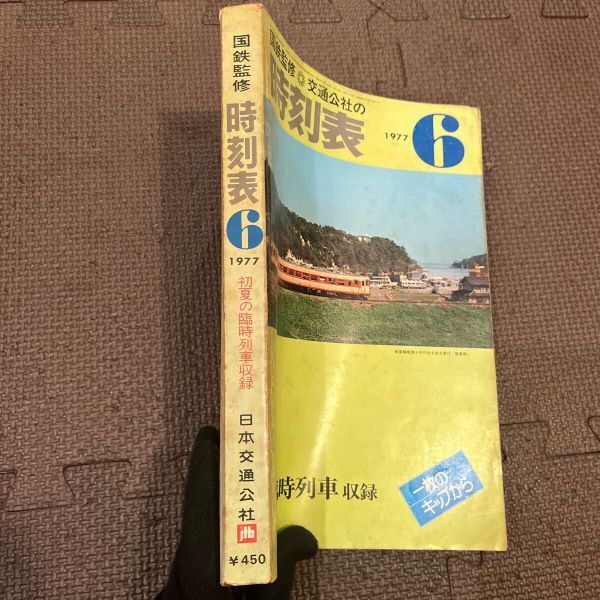 国鉄監修
時刻表
6
1977
初夏の臨時列車収録
日本交通公社
jtb
¥450
国鉄監修 交通公社の
時刻表
1977 6
時列車 収録
一枚の
キップから